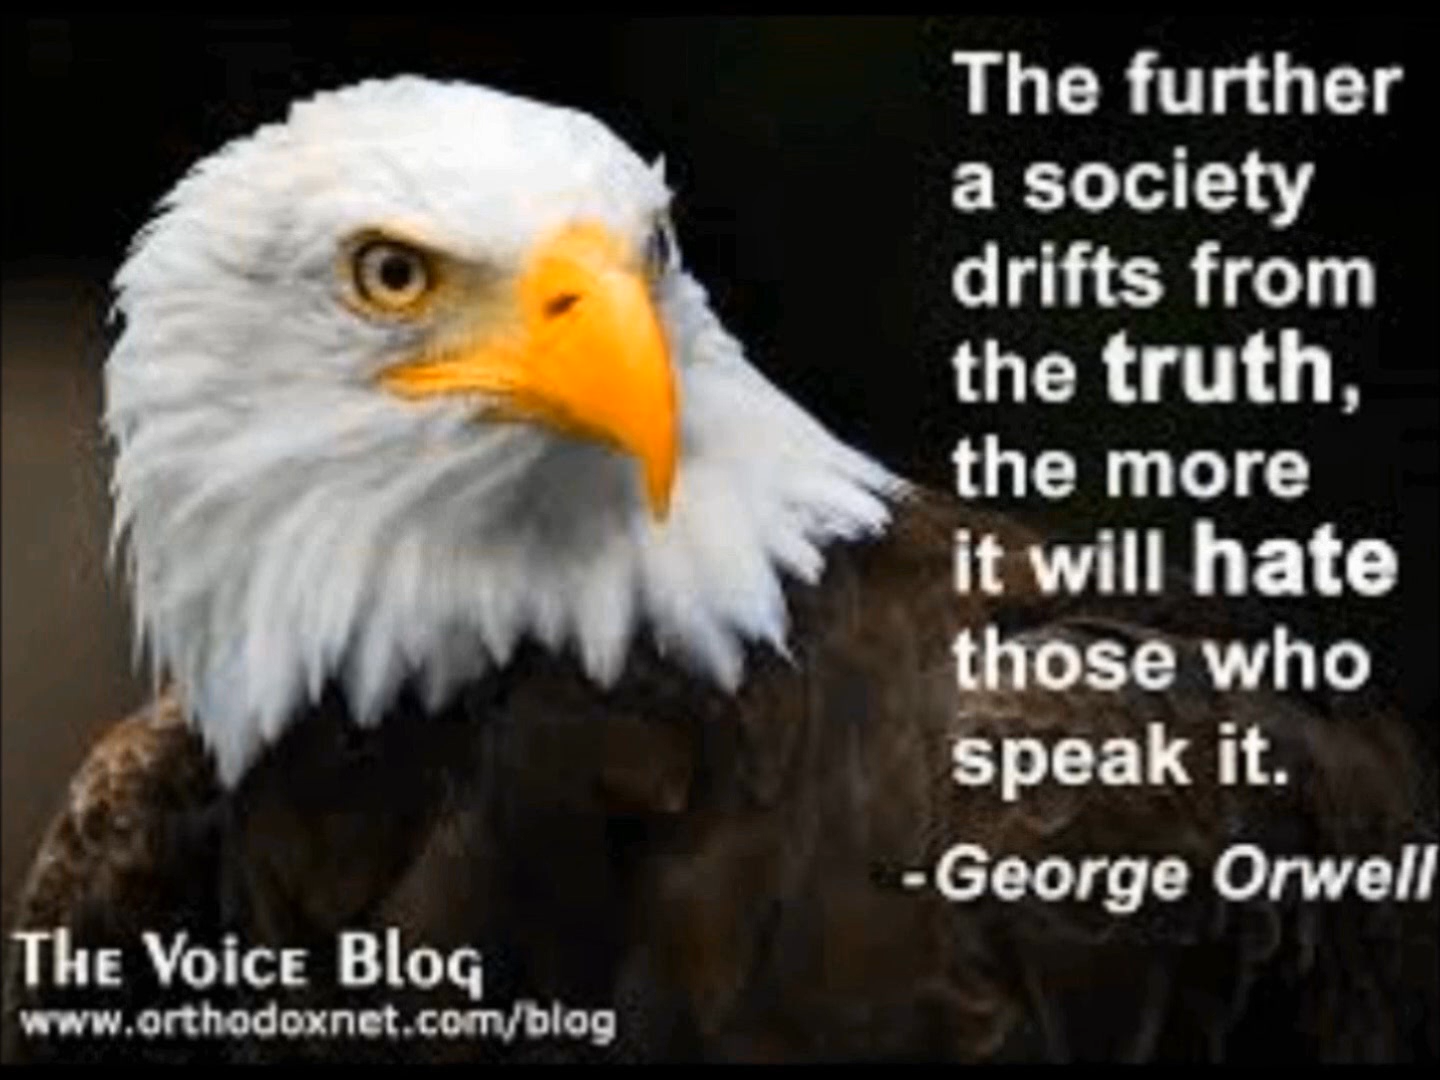 The further
a society
drifts from
the truth,
the more
it will hate
those who
speak it.
-George Orwell
The Voice Blog
www.orthodoxnet.com/blog